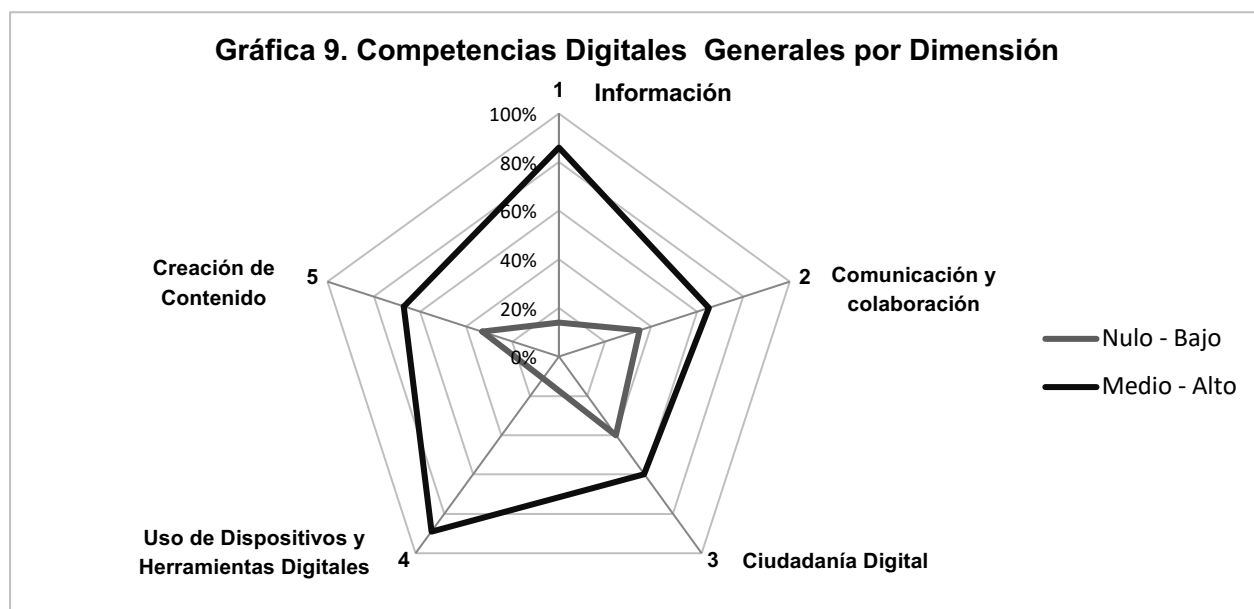 Gráfica 9. Competencias Digitales Generales por Dimensión
1
Información
100%
80%
60%
40%
20%
0%
2
Comunicación y
colaboración
3
Ciudadanía Digital
4
Uso de Dispositivos y
Herramientas Digitales
5
Creación de
Contenido
Nulo - Bajo
Medio - Alto